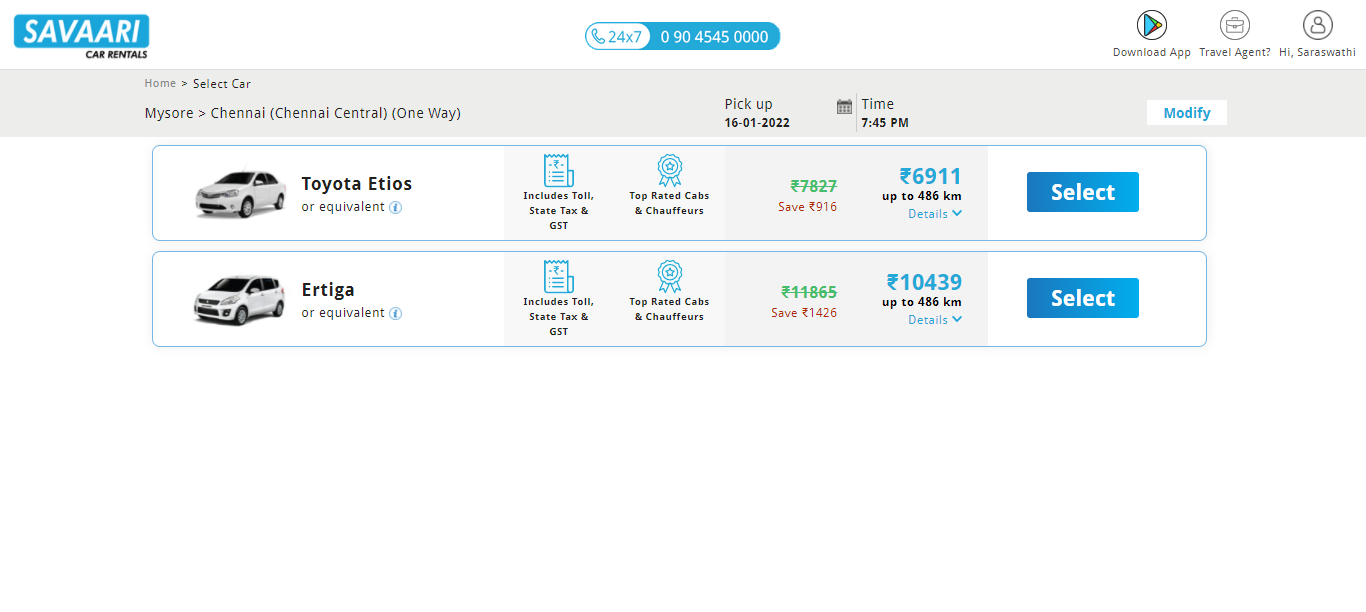 SAVAARI
CAR RENTALS
24x7 0 90 4545 0000
Download App Travel Agent? Hi, Saraswathi
Home > Select Car
Mysore > Chennai (Chennai Central) (One Way)
Pick up
16-01-2022
Time
7:45 PM
Modify
Toyota Etios
or equivalent i
₹
Includes Toll,
State Tax &
GST
Top Rated Cabs
& Chauffeurs
₹7827
Save ₹916
₹6911
up to 486 km
Details
Select
Ertiga
or equivalent i
₹
Includes Toll,
State Tax &
GST
Top Rated Cabs
& Chauffeurs
₹11865
Save ₹1426
₹10439
up to 486 km
Details
Select